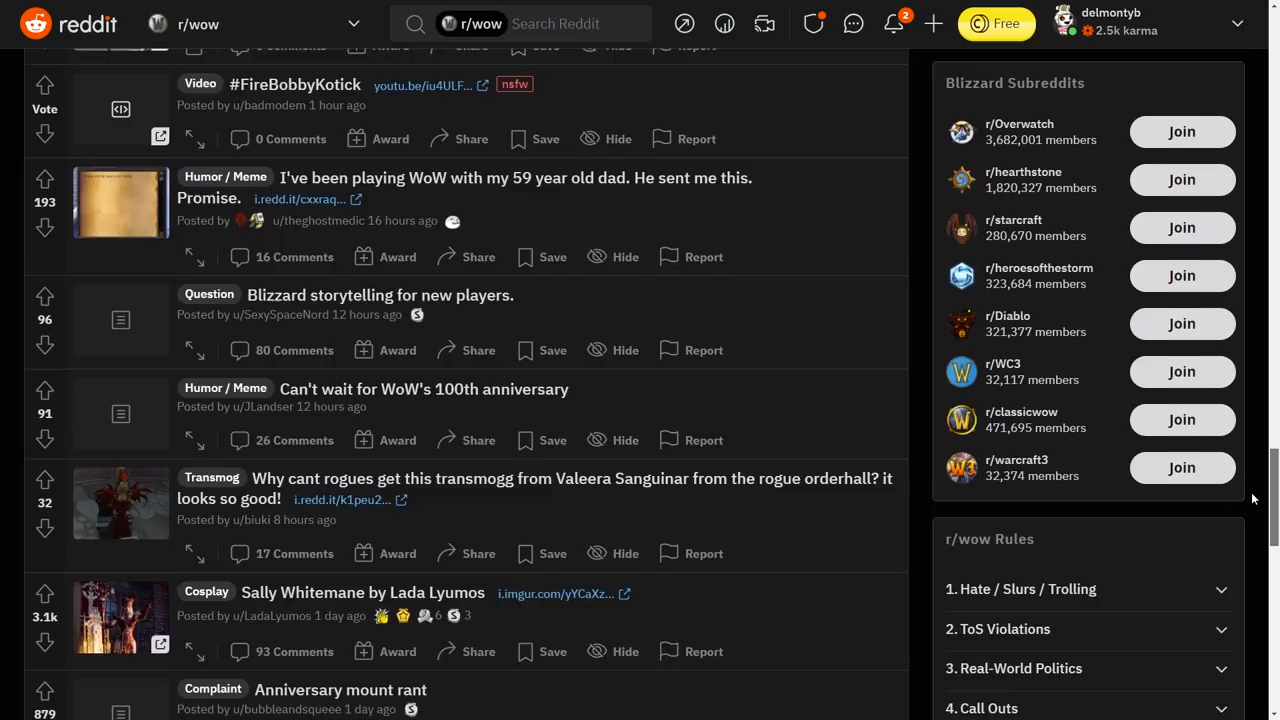 reddit
r/wow
r/wow Search Reddit
2
Free
delmontyb
2.5k karma
Vote
Video #FireBobbyKotick youtu.be/iu4ULF... nsfw
Posted by u/badmodem 1 hour ago
0 Comments Award Share Save Hide Report
193
Humor / Meme I've been playing WoW with my 59 year old dad. He sent me this.
Promise. i.redd.it/cxxraq...
Posted by u/theghostmedic 16 hours ago
16 Comments Award Share Save Hide Report
96
Question Blizzard storytelling for new players.
Posted by u/SexySpaceNord 12 hours ago
80 Comments Award Share Save Hide Report
91
Humor / Meme Can't wait for WoW's 100th anniversary
Posted by u/JLandser 12 hours ago
26 Comments Award Share Save Hide Report
32
Transmog Why cant rogues get this transmogg from Valeera Sanguinar from the rogue orderhall? it
looks so good! i.redd.it/k1peu2...
Posted by u/biuki 8 hours ago
17 Comments Award Share Save Hide Report
3.1k
Cosplay Sally Whitemane by Lada Lyumos i.imgur.com/yYCaXz...
Posted by u/LadaLyumos 1 day ago 6 3
93 Comments Award Share Save Hide Report
879
Complaint Anniversary mount rant
Posted by u/bubbleandsqueee 1 day ago
Blizzard Subreddits
r/Overwatch
3,682,001 members
Join
r/hearthstone
1,820,327 members
Join
r/starcraft
280,670 members
Join
r/heroesofthestorm
323,684 members
Join
r/Diablo
321,377 members
Join
r/WC3
32,117 members
Join
r/classicwow
471,695 members
Join
r/warcraft3
32,374 members
Join
r/wow Rules
1. Hate / Slurs / Trolling
2. ToS Violations
3. Real-World Politics
4. Call Outs